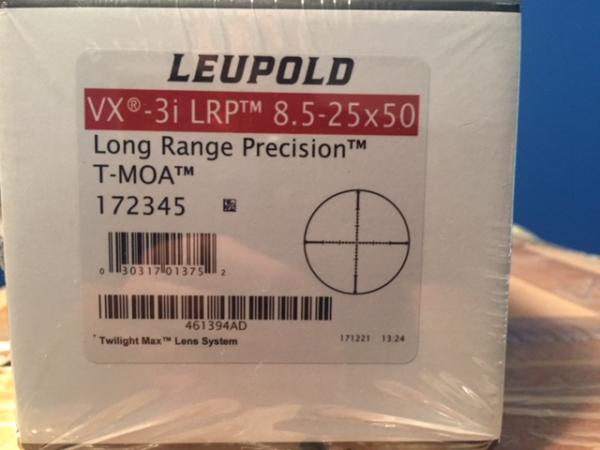 LEUPOLD
VX®-3i LRP™ 8.5-25x50
Long Range Precision™
T-MOA™
172345
0 30317 01375 2
461394AD
* Twilight Max™ Lens System
171221 13:24